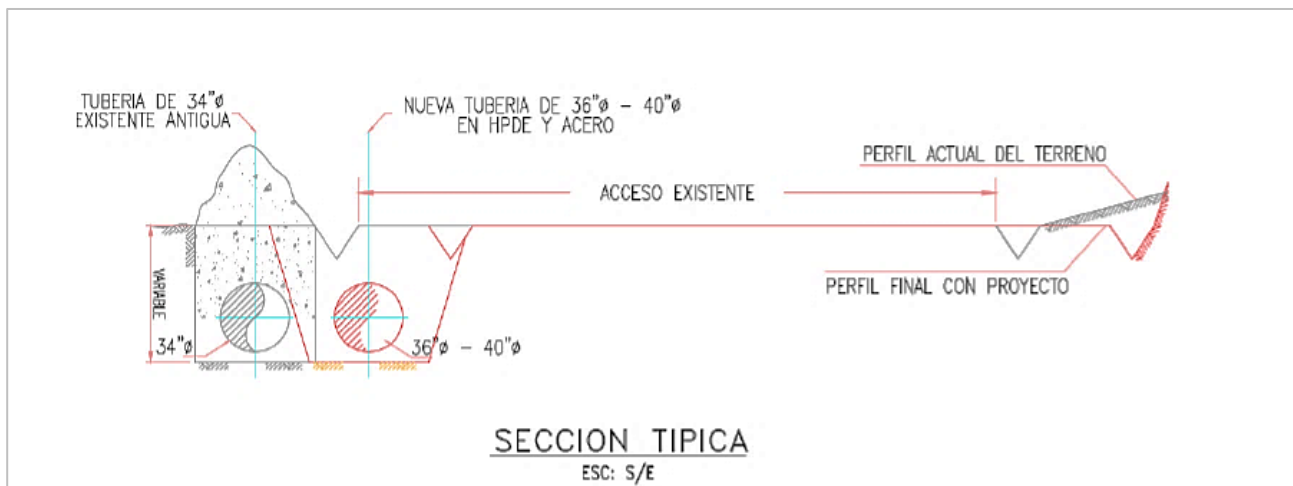 TUBERIA DE 34"ø
EXISTENTE ANTIGUA
NUEVA TUBERIA DE 36"ø - 40"ø
EN HPDE Y ACERO
PERFIL ACTUAL DEL TERRENO
ACCESO EXISTENTE
VARIABLE
PERFIL FINAL CON PROYECTO
34"ø
36"ø - 40"ø
SECCION TIPICA
ESC: S/E